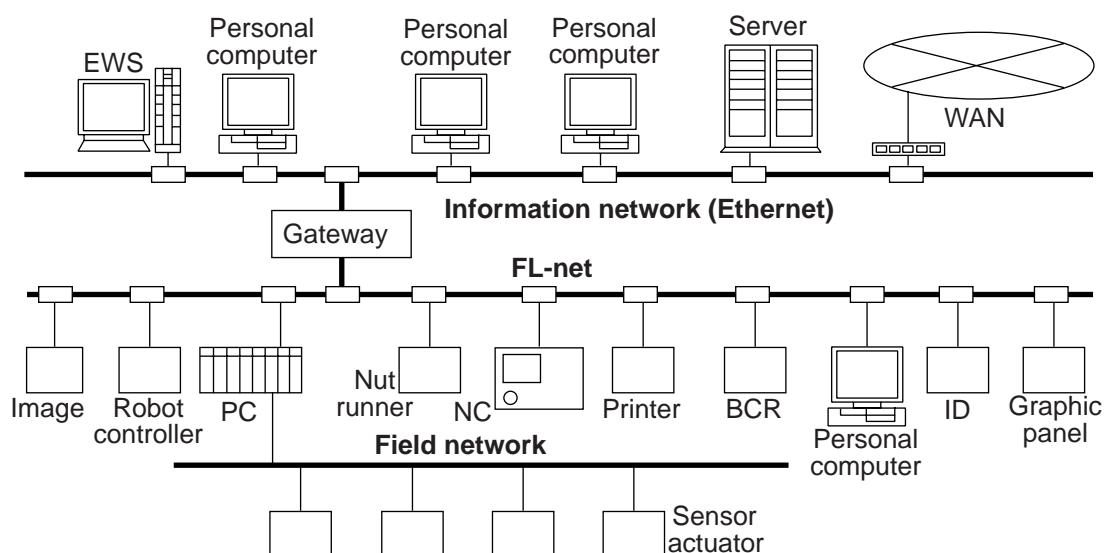 EWS
Personal
computer
Personal
computer
Personal
computer
Server
WAN
Information network (Ethernet)
Gateway
FL-net
Image
Robot
controller
PC
Nut
runner
NC
Printer
BCR
Personal
computer
ID
Graphic
panel
Field network
Sensor
actuator